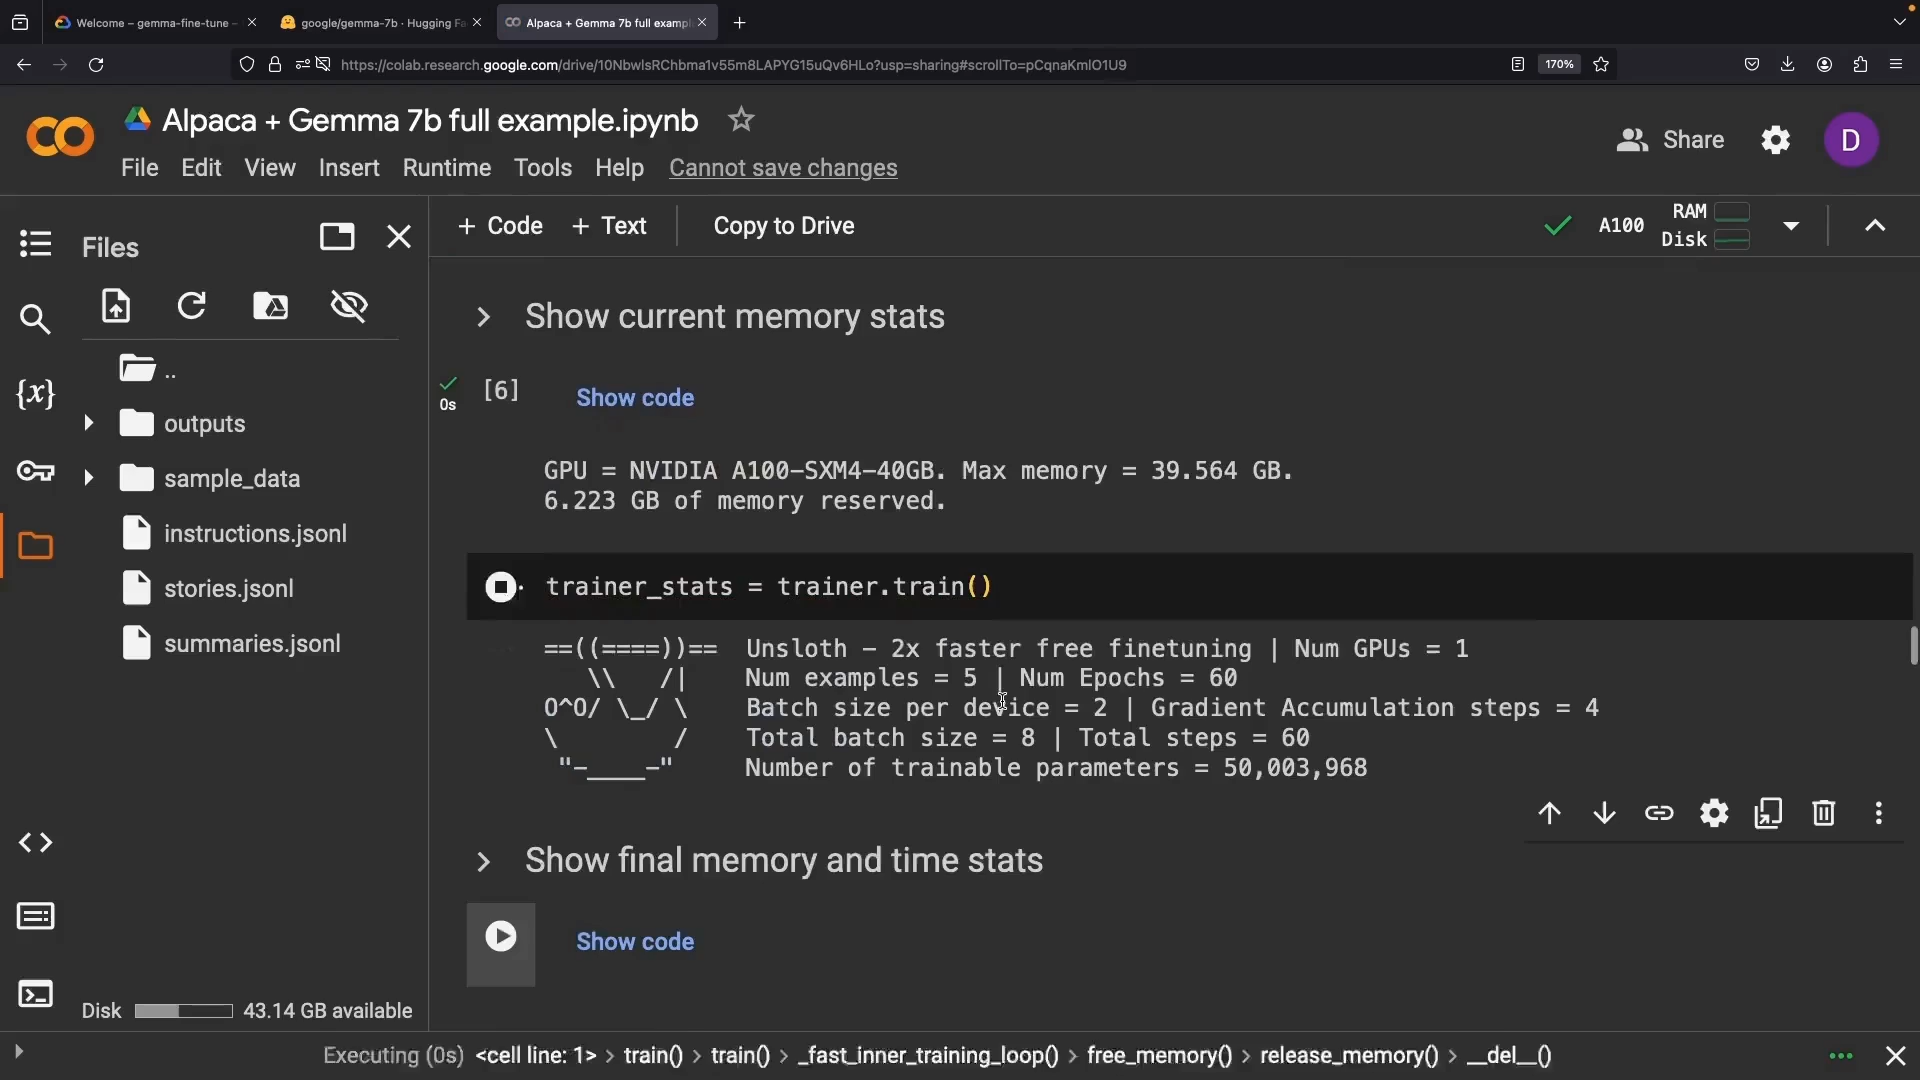 Welcome – gemma-fine-tune –
google/gemma-7b · Hugging Fa
Alpaca + Gemma 7b full exampl
https://colab.research.google.com/drive/10NbwlsRChbma1v55m8LAPYG15uQv6HLo?usp=sharing#scrollTo=pCqnaKmlO1U9
170%
Alpaca + Gemma 7b full example.ipynb
File Edit View Insert Runtime Tools Help Cannot save changes
Share
D
Files
+ Code + Text Copy to Drive
A100
RAM
Disk
..
outputs
sample_data
instructions.jsonl
stories.jsonl
summaries.jsonl
Disk 43.14 GB available
Show current memory stats
0s
[6]
Show code
GPU = NVIDIA A100-SXM4-40GB. Max memory = 39.564 GB.
6.223 GB of memory reserved.
trainer_stats = trainer.train()
==((====))== Unsloth - 2x faster free finetuning | Num GPUs = 1
\\ /| Num examples = 5 | Num Epochs = 60
O^O/ \_/ \ Batch size per device = 2 | Gradient Accumulation steps = 4
\ / Total batch size = 8 | Total steps = 60
"-____-" Number of trainable parameters = 50,003,968
Show final memory and time stats
Show code
Executing (0s) <cell line: 1> > train() > train() > _fast_inner_training_loop() > free_memory() > release_memory() > __del__()